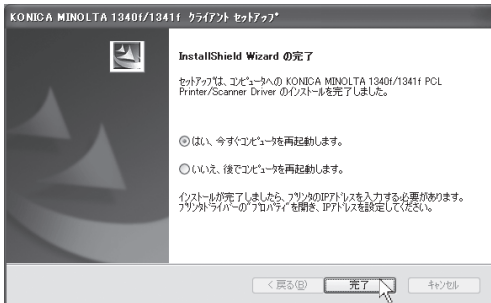 KONICA MINOLTA 1340f/1341f クライアント セットアップ
InstallShield Wizard の完了
セットアップは、コンピュータへの KONICA MINOLTA 1340f/1341f PCL
Printer/Scanner Driver のインストールを完了しました。
はい、今すぐコンピュータを再起動します。
いいえ、後でコンピュータを再起動します。
インストールが完了しましたら、プリンタのIPアドレスを入力する必要があります。
プリンタドライバーの"プロパティ"を開き、IPアドレスを設定してください。
< 戻る(B)
完了
キャンセル